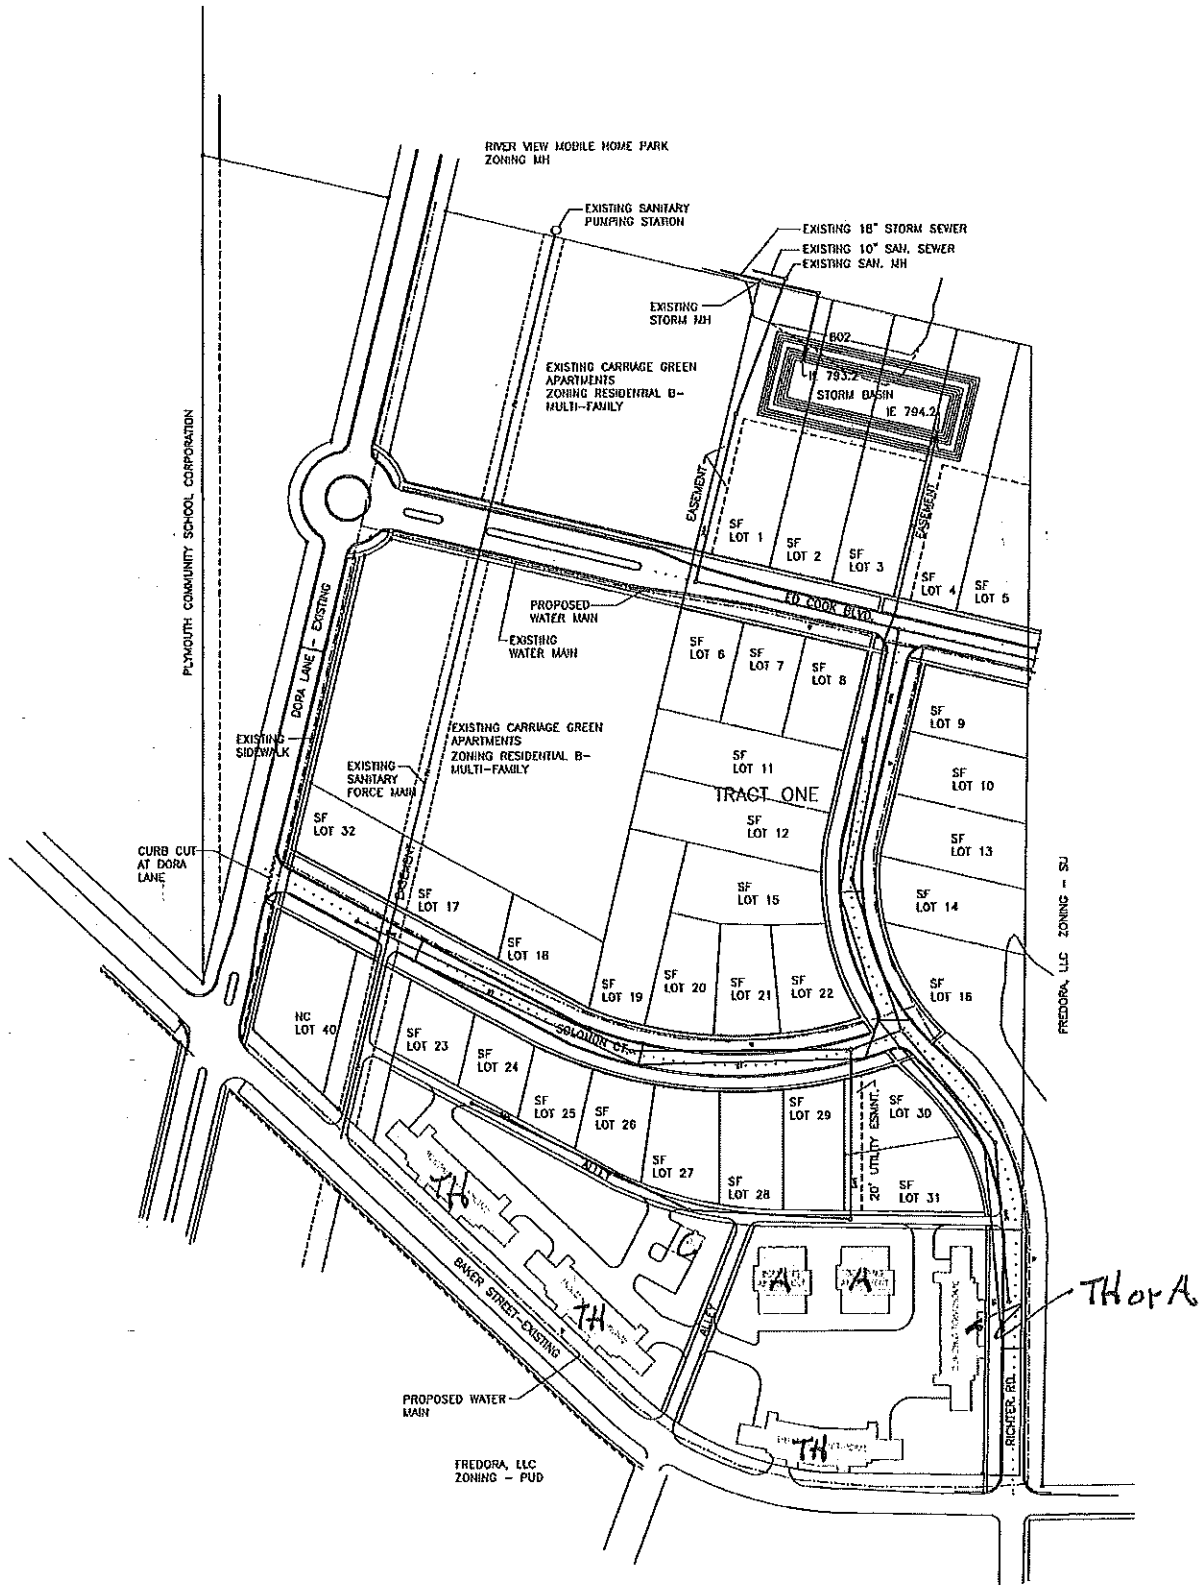 RIVER VIEW MOBILE HOME PARK
ZONING MH
EXISTING SANITARY
PUMPING STATION
EXISTING 18" STORM SEWER
EXISTING 10" SAN. SEWER
EXISTING SAN. MH
EXISTING
STORM MH
802
IE 793.2
STORM BASIN
IE 794.2
EXISTING CARRIAGE GREEN
APARTMENTS
ZONING RESIDENTIAL B-
MULTI-FAMILY
PLYMOUTH COMMUNITY SCHOOL CORPORATION
EASEMENT
EASEMENT
SF
LOT 1
SF
LOT 2
SF
LOT 3
SF
LOT 4
SF
LOT 5
ED COOK BLVD.
PROPOSED
WATER MAIN
EXISTING
WATER MAIN
DORA LANE - EXISTING
SF
LOT 6
SF
LOT 7
SF
LOT 8
SF
LOT 9
EXISTING
SIDEWALK
EXISTING CARRIAGE GREEN
APARTMENTS
ZONING RESIDENTIAL B-
MULTI-FAMILY
EXISTING
SANITARY
FORCE MAIN
SF
LOT 11
TRACT ONE
SF
LOT 10
SF
LOT 12
SF
LOT 32
SF
LOT 13
CURB CUT
AT DORA
LANE
EASEMENT
SF
LOT 17
SF
LOT 15
SF
LOT 14
FREDORA, LLC ZONING - SU
SF
LOT 18
SF
LOT 19
SF
LOT 20
SF
LOT 21
SF
LOT 22
SF
LOT 16
NC
LOT 40
SOLOMON CT.
SF
LOT 23
SF
LOT 24
SF
LOT 25
SF
LOT 26
SF
LOT 27
SF
LOT 28
SF
LOT 29
20' UTILITY ESMNT.
SF
LOT 30
SF
LOT 31
ALLEY
TH
C
A
A
TH or A
BAKER STREET-EXISTING
TH
ALLEY
PROPOSED WATER
MAIN
RICHTER RD.
TH
FREDORA, LLC
ZONING - PUD